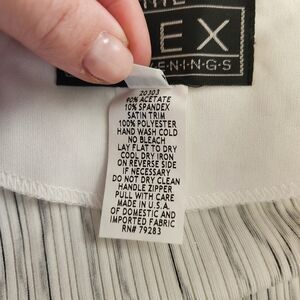 EX
20303
90% ACETATE
10% SPANDEX
SATIN TRIM
100% POLYESTER
HAND WASH COLD
NO BLEACH
LAY FLAT TO DRY
COOL DRY IRON
ON REVERSE SIDE
IF NECESSARY
DO NOT DRY CLEAN
HANDLE ZIPPER
PULL WITH CARE
MADE IN U.S.A.
OF DOMESTIC AND
IMPORTED FABRIC
RN# 79283